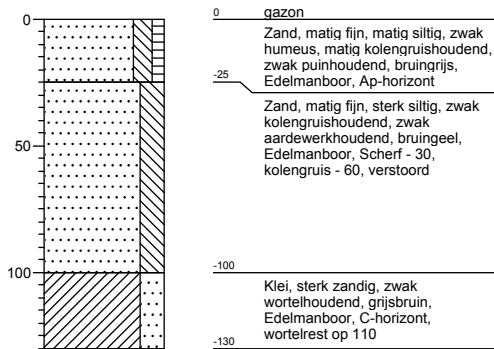 0
50
100
0
gazon
Zand, matig fijn, matig siltig, zwak
humeus, matig kolengruishoudend,
zwak puinhoudend, bruingrijs,
Edelmanboor, Ap-horizont
-25
Zand, matig fijn, sterk siltig, zwak
kolengruishoudend, zwak
aardewerkhoudend, bruingeel,
Edelmanboor, Scherf - 30,
kolengruis - 60, verstoord
-100
Klei, sterk zandig, zwak
wortelhoudend, grijsbruin,
Edelmanboor, C-horizont,
wortelrest op 110
-130